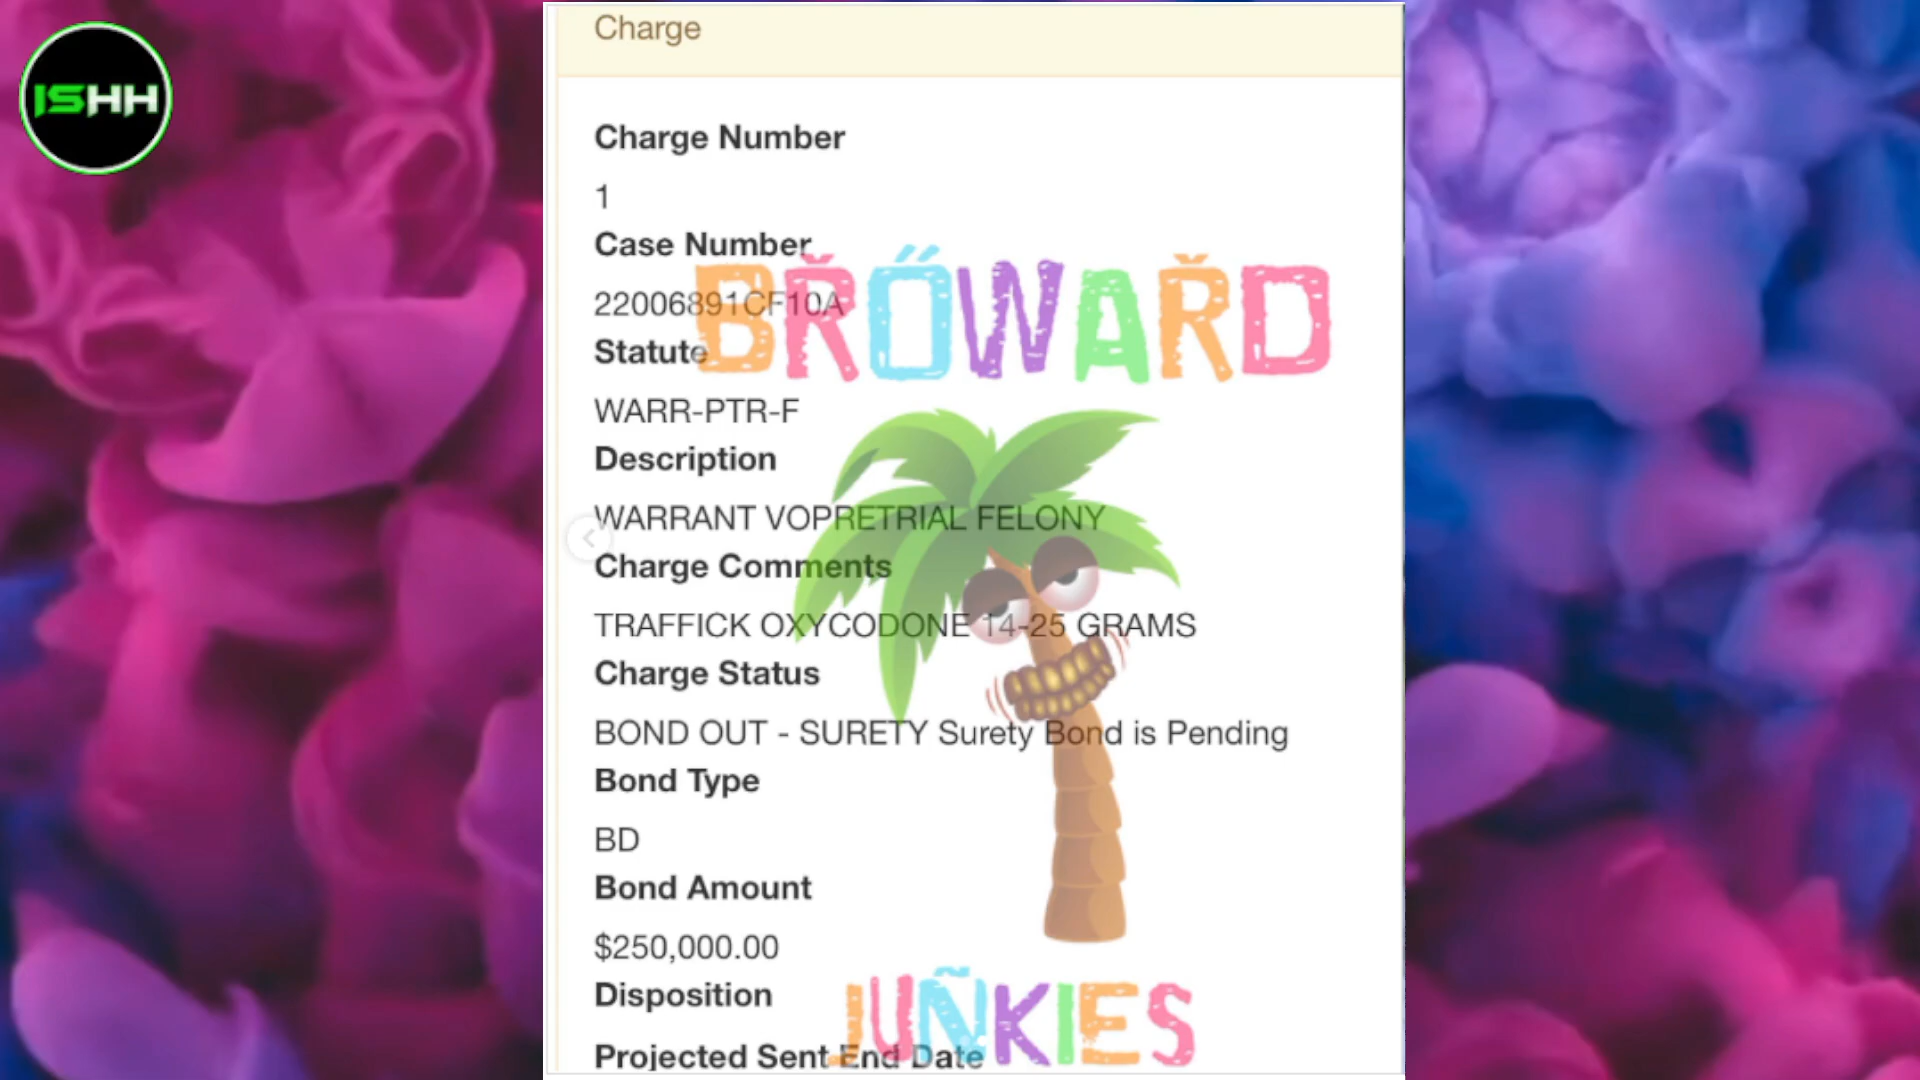 ISHH
Charge
Charge Number
1
Case Number
22006891CF10A
BŘŐWAŘD
Statute
WARR-PTR-F
Description
WARRANT VOPRETRIAL FELONY
Charge Comments
TRAFFICK OXYCODONE 14-25 GRAMS
Charge Status
BOND OUT - SURETY Surety Bond is Pending
Bond Type
BD
Bond Amount
$250,000.00
Disposition
JUÑKIES
Projected Sent End Date